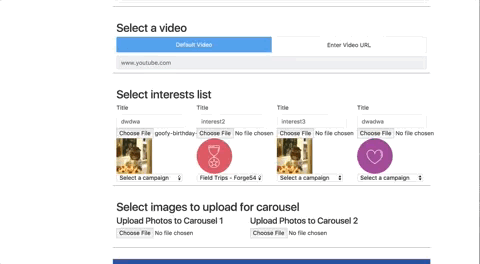 Select a video
Default Video Enter Video URL
www.youtube.com
Select interests list
Title Title Title Title
dwdwa interest2 interest3 dwadwa
Choose File goofy-birthday- Choose File No file chosen Choose File No file chosen Choose File No file chosen
Select a campaign Field Trips - Forge54 Select a campaign Select a campaign
Select images to upload for carousel
Upload Photos to Carousel 1 Upload Photos to Carousel 2
Choose File No file chosen Choose File No file chosen